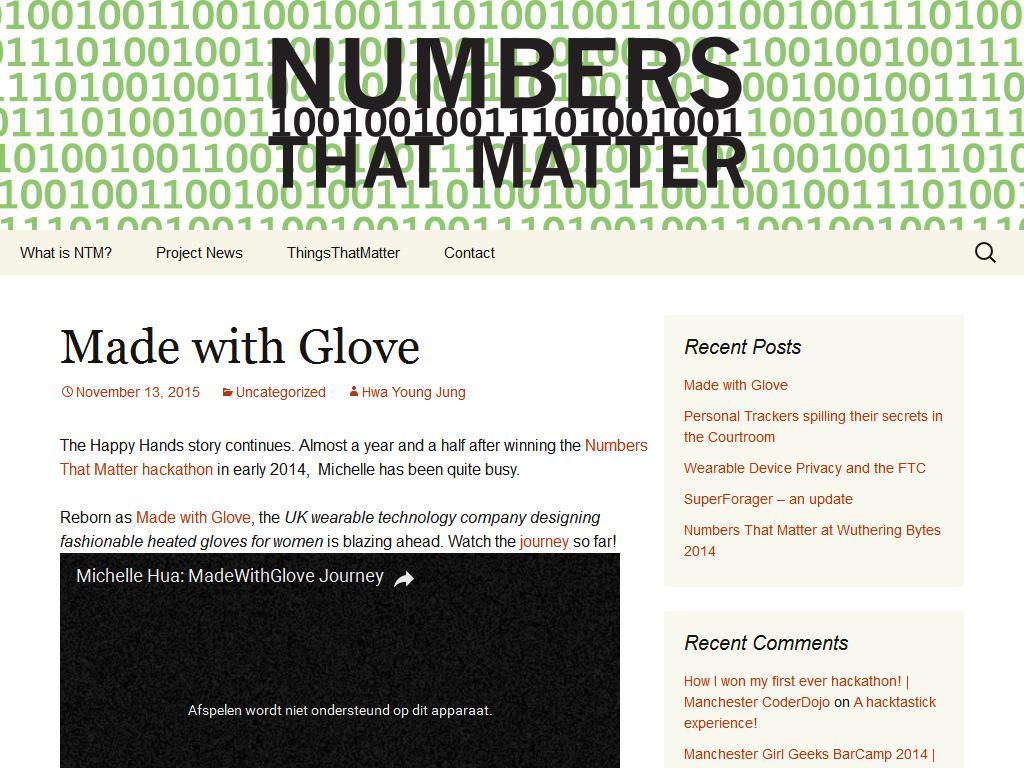 NUMBERS
1001001001110100100 1
THAT MATTER
What is NTM?
Project News
ThingsThatMatter
Contact
Made with Glove
November 13, 2015
Uncategorized
Hwa Young Jung
The Happy Hands story continues. Almost a year and a half after winning the Numbers
That Matter hackathon in early 2014, Michelle has been quite busy.
Reborn as Made with Glove, the UK wearable technology company designing
fashionable heated gloves for women is blazing ahead. Watch the journey so far!
Michelle Hua: MadeWithGlove Journey
Afspelen wordt niet ondersteund op dit apparaat.
Recent Posts
Made with Glove
Personal Trackers spilling their secrets in
the Courtroom
Wearable Device Privacy and the FTC
SuperForager – an update
Numbers That Matter at Wuthering Bytes
2014
Recent Comments
How I won my first ever hackathon! |
Manchester CoderDojo on A hacktastick
experience!
Manchester Girl Geeks BarCamp 2014 |